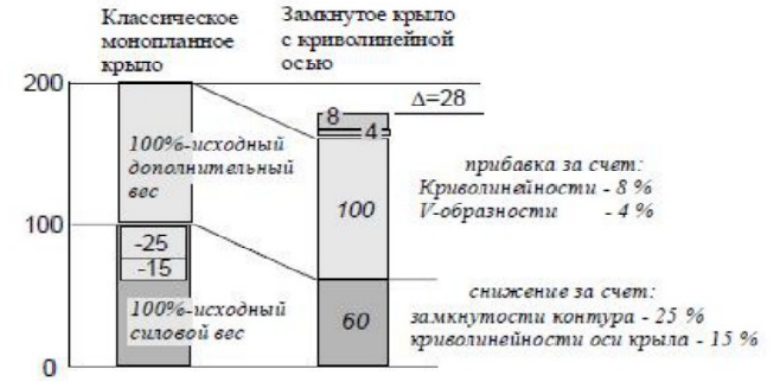 Классическое
монопланное
крыло
Замкнутое крыло
с криволинейной
осью
200
100
0
100%-исходный
дополнительный
вес
-25
-15
100%-исходный
силовой вес
8
4
100
60
Δ=28
прибавка за счет:
Криволинейности - 8 %
V-образности - 4 %
снижение за счет:
замкнутости контура - 25 %
криволинейности оси крыла - 15 %